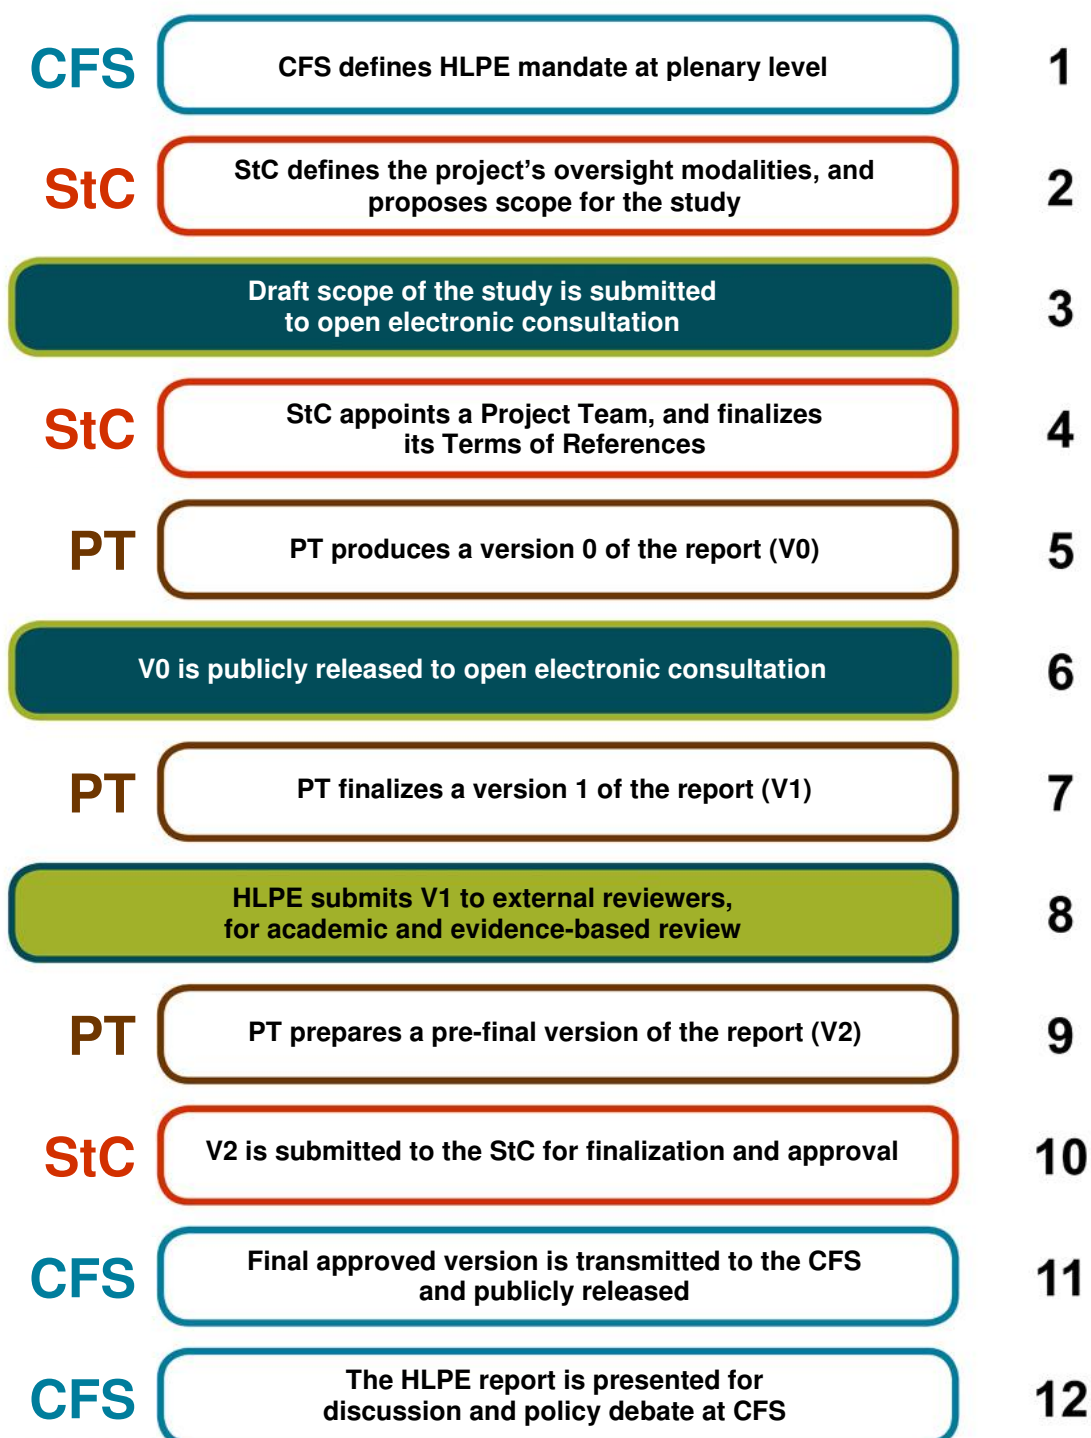 CFS
CFS defines HLPE mandate at plenary level
1
StC
StC defines the project's oversight modalities, and
proposes scope for the study
2
Draft scope of the study is submitted
to open electronic consultation
3
StC
StC appoints a Project Team, and finalizes
its Terms of References
4
PT
PT produces a version 0 of the report (V0)
5
V0 is publicly released to open electronic consultation
6
PT
PT finalizes a version 1 of the report (V1)
7
HLPE submits V1 to external reviewers,
for academic and evidence-based review
8
PT
PT prepares a pre-final version of the report (V2)
9
StC
V2 is submitted to the StC for finalization and approval
10
CFS
Final approved version is transmitted to the CFS
and publicly released
11
CFS
The HLPE report is presented for
discussion and policy debate at CFS
12